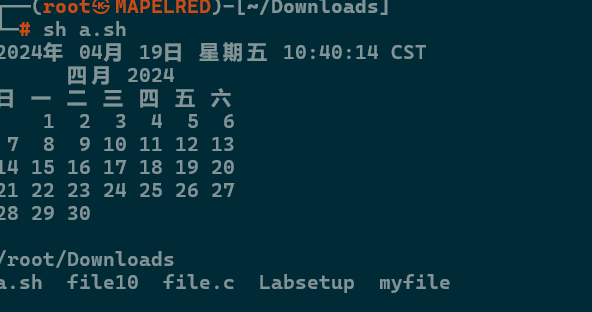 ┌──(root㉿MAPELRED)-[~/Downloads]
└─# sh a.sh
2024年 04月 19日 星期五 10:40:14 CST
四月 2024
日 一 二 三 四 五 六
1 2 3 4 5 6
7 8 9 10 11 12 13
14 15 16 17 18 19 20
21 22 23 24 25 26 27
28 29 30
/root/Downloads
a.sh file10 file.c Labsetup myfile